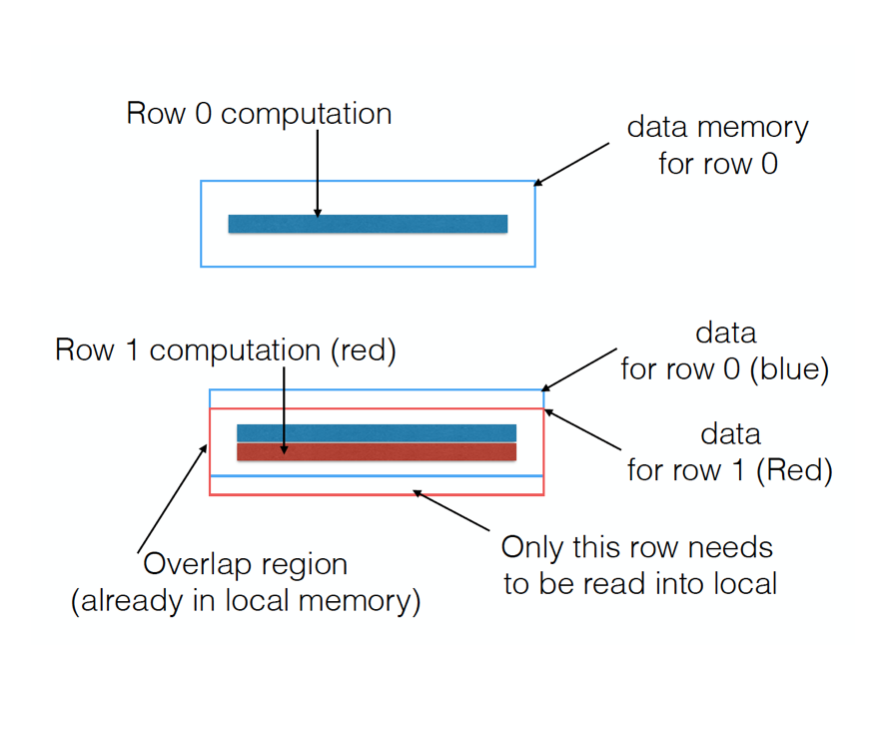 Row 0 computation
data memory
for row 0
Row 1 computation (red)
data
for row 0 (blue)
data
for row 1 (Red)
Overlap region
(already in local memory)
Only this row needs
to be read into local